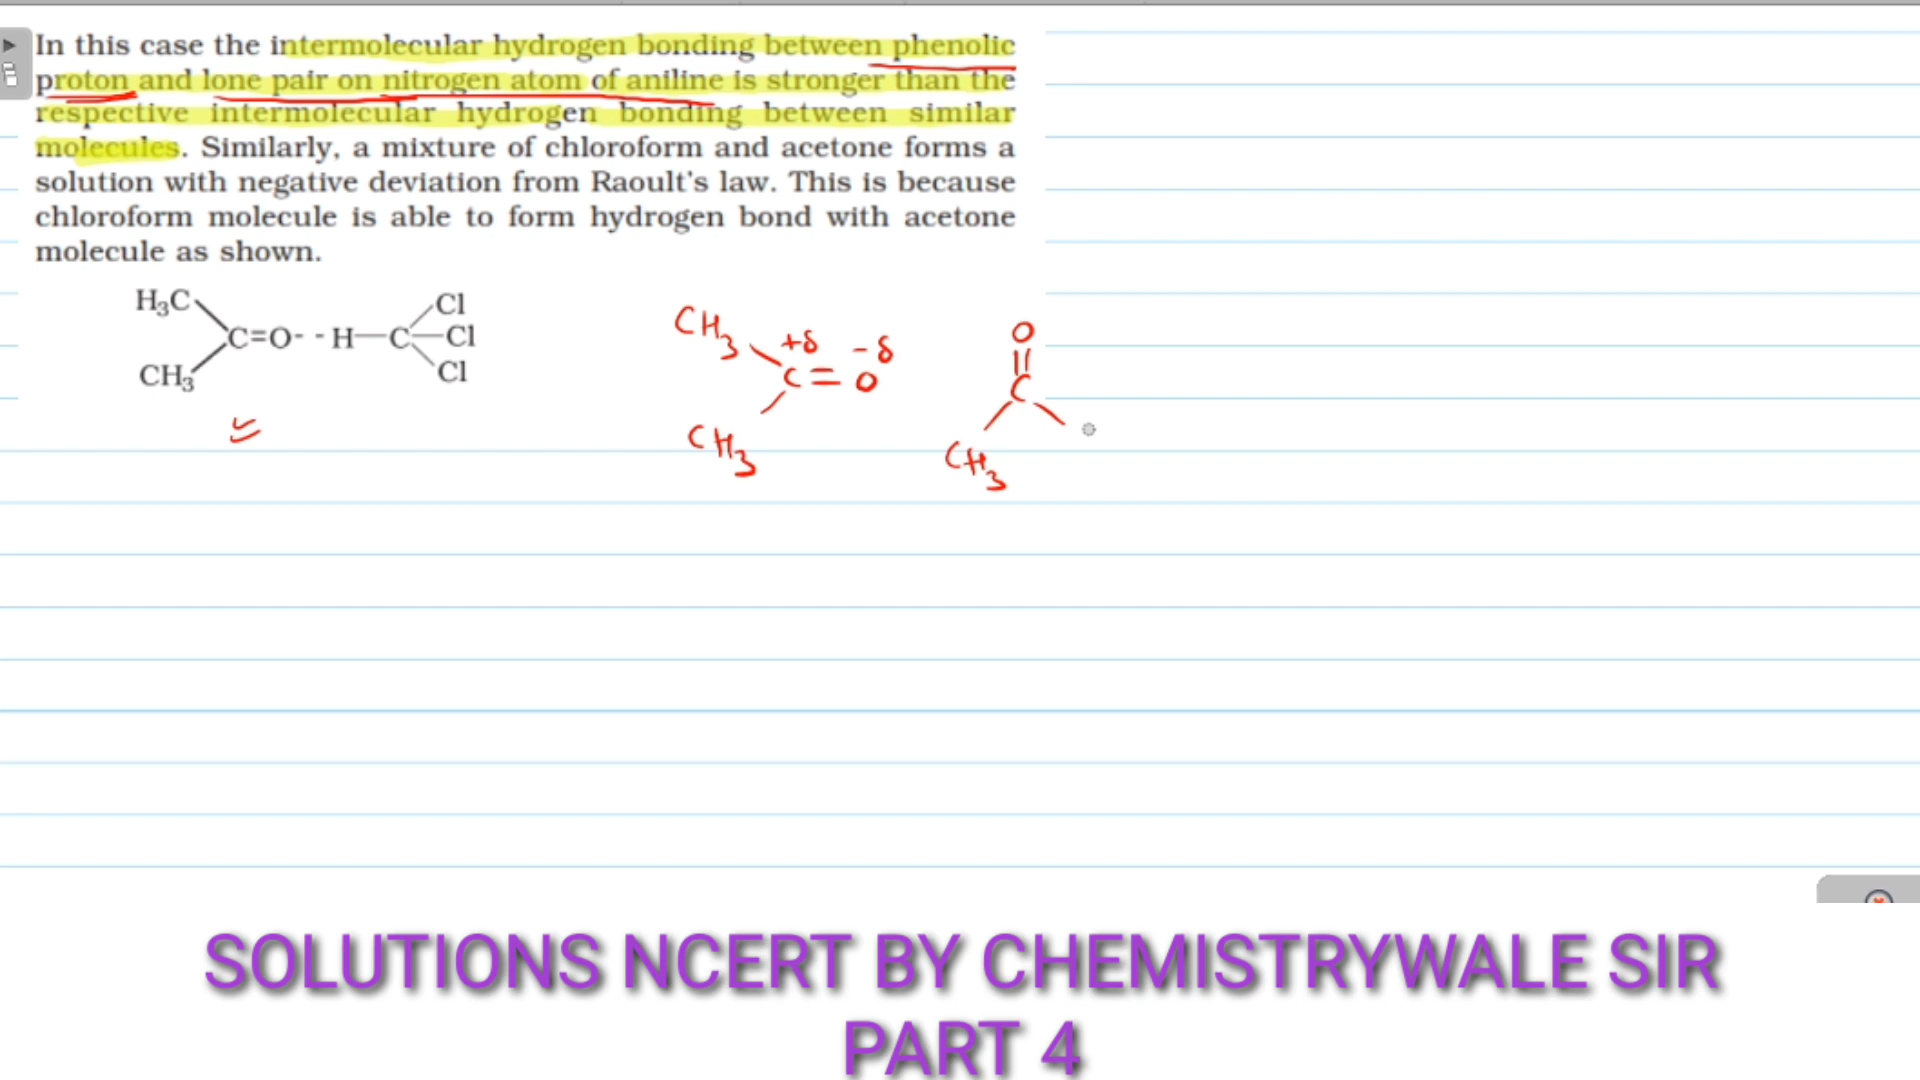 In this case the intermolecular hydrogen bonding between phenolic
proton and lone pair on nitrogen atom of aniline is stronger than the
respective intermolecular hydrogen bonding between similar
molecules. Similarly, a mixture of chloroform and acetone forms a
solution with negative deviation from Raoult's law. This is because
chloroform molecule is able to form hydrogen bond with acetone
molecule as shown.
H₃C Cl
C=O- -H—C—Cl
CH₃ Cl
CH₃ +δ -δ
C=O
CH₃
O
||
C
CH₃
SOLUTIONS NCERT BY CHEMISTRYWALE SIR
PART 4